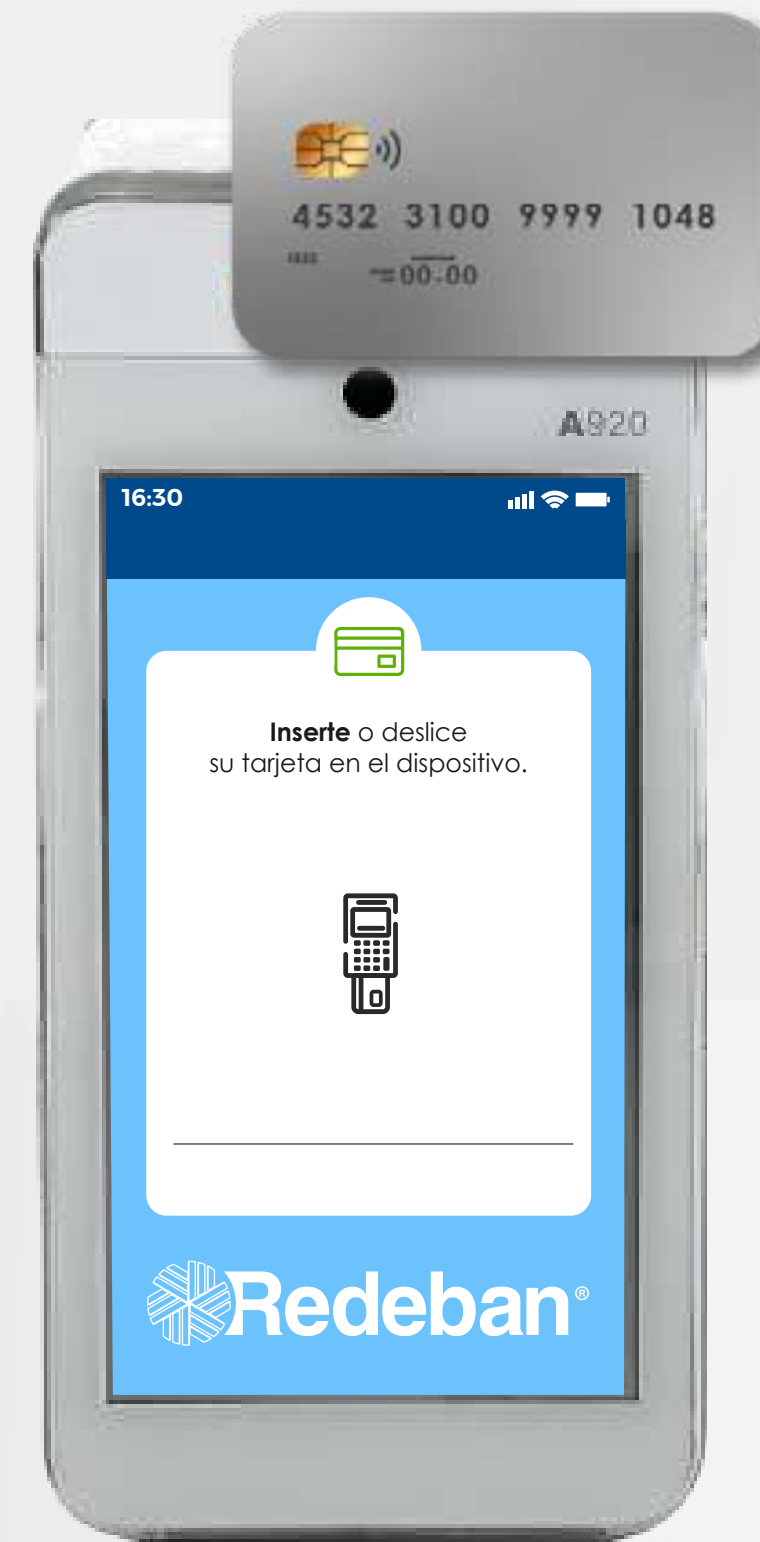 4532 3100 9999 1048
00-00
A920
16:30
Inserte o deslice
su tarjeta en el dispositivo.
Redeban®